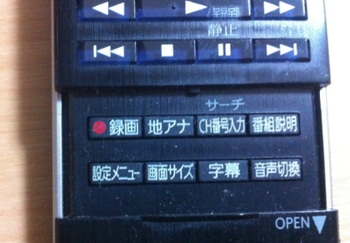 静止
サーチ
録画 地アナ CH番号入力 番組説明
設定メニュー 画面サイズ 字幕 音声切換
OPEN